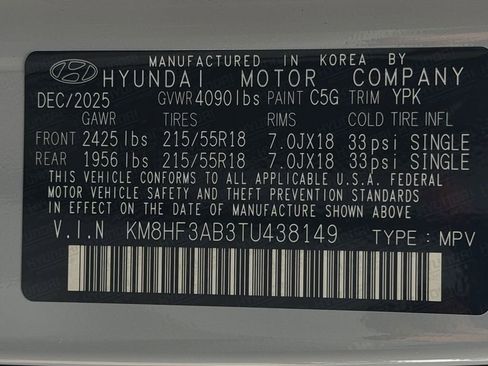 MANUFACTURED IN KOREA BY
HYUNDAI MOTOR COMPANY
DEC/2025 GVWR 4090lbs PAINT C5G TRIM YPK
GAWR TIRES RIMS COLD TIRE INFL
FRONT 2425lbs 215/55R18 7.0JX18 33psi SINGLE
REAR 1956lbs 215/55R18 7.0JX18 33psi SINGLE
THIS VEHICLE CONFORMS TO ALL APPLICABLE U.S.A. FEDERAL
MOTOR VEHICLE SAFETY AND THEFT PREVENTION STANDARDS
IN EFFECT ON THE DATE OF MANUFACTURE SHOWN ABOVE.
V.I.N KM8HF3AB3TU438149 TYPE : MPV